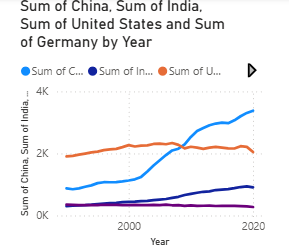 Sum of China, Sum of India,
Sum of United States and Sum
of Germany by Year
Sum of C... Sum of In... Sum of U...
4K
2K
0K
Sum of China, Sum of India, ...
2000
2020
Year